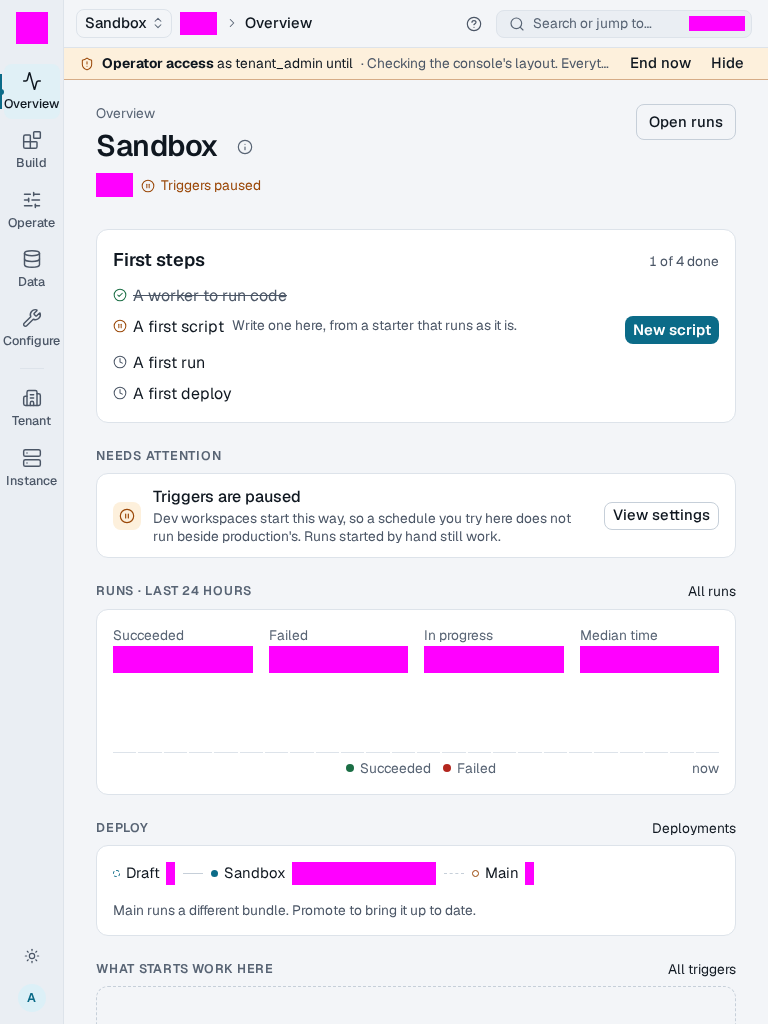 Sandbox
Overview
Search or jump to...
Operator access as tenant_admin until · Checking the console's layout. Everyt...
End now
Hide
Overview
Build
Operate
Data
Configure
Tenant
Instance
A
Overview
Sandbox
Open runs
Triggers paused
First steps
1 of 4 done
A worker to run code
A first script Write one here, from a starter that runs as it is.
New script
A first run
A first deploy
NEEDS ATTENTION
Triggers are paused
Dev workspaces start this way, so a schedule you try here does not
run beside production's. Runs started by hand still work.
View settings
RUNS · LAST 24 HOURS
All runs
Succeeded
Failed
In progress
Median time
Succeeded
Failed
now
DEPLOY
Deployments
Draft
Sandbox
Main
Main runs a different bundle. Promote to bring it up to date.
WHAT STARTS WORK HERE
All triggers